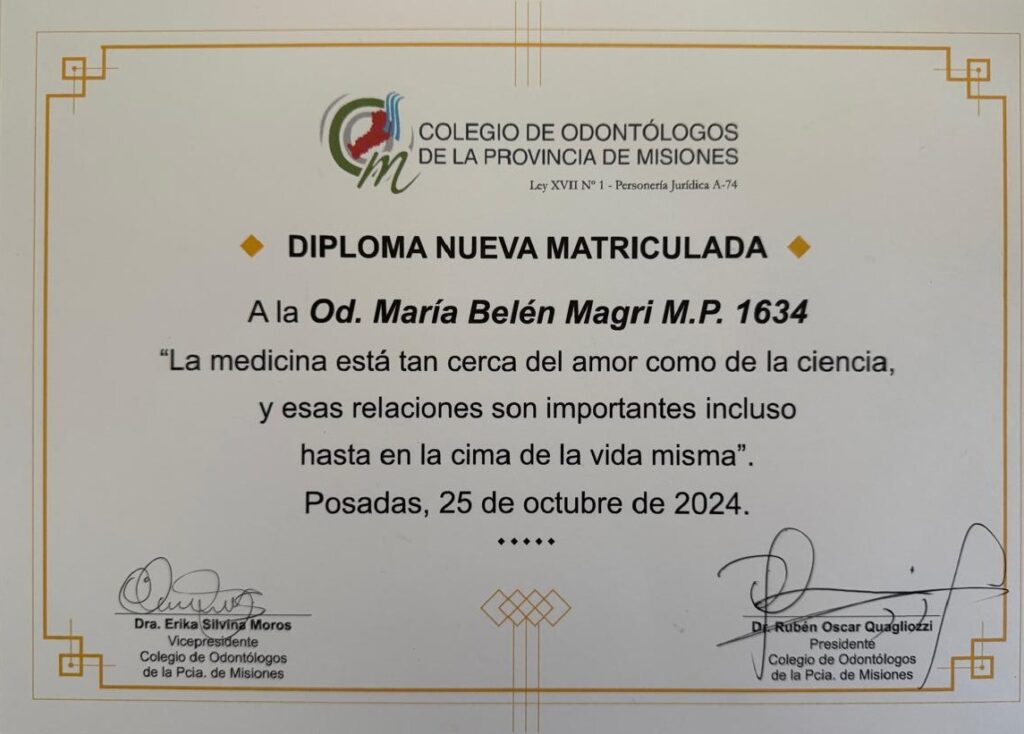 COLEGIO DE ODONTÓLOGOS
DE LA PROVINCIA DE MISIONES
Ley XVII Nº 1 - Personería Jurídica A-74
DIPLOMA NUEVA MATRICULADA
A la Od. María Belén Magri M.P. 1634
“La medicina está tan cerca del amor como de la ciencia,
y esas relaciones son importantes incluso
hasta en la cima de la vida misma”.
Posadas, 25 de octubre de 2024.
Dra. Erika Silvina Moros
Vicepresidente
Colegio de Odontólogos
de la Pcia. de Misiones
Dr. Rubén Oscar Quagliozzi
Presidente
Colegio de Odontólogos
de la Pcia. de Misiones